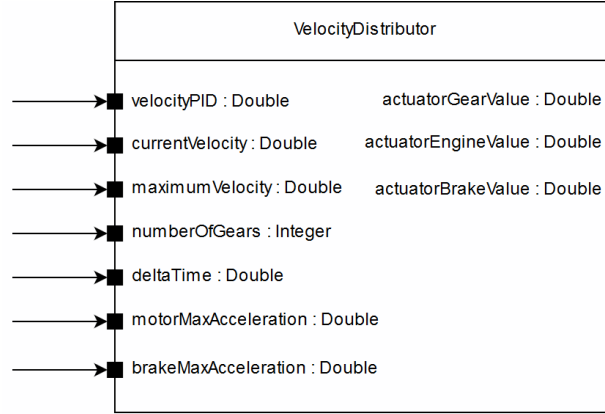 VelocityDistributor
velocityPID : Double
actuatorGearValue : Double
currentVelocity : Double
actuatorEngineValue : Double
maximumVelocity : Double
actuatorBrakeValue : Double
numberOfGears : Integer
deltaTime : Double
motorMaxAcceleration : Double
brakeMaxAcceleration : Double